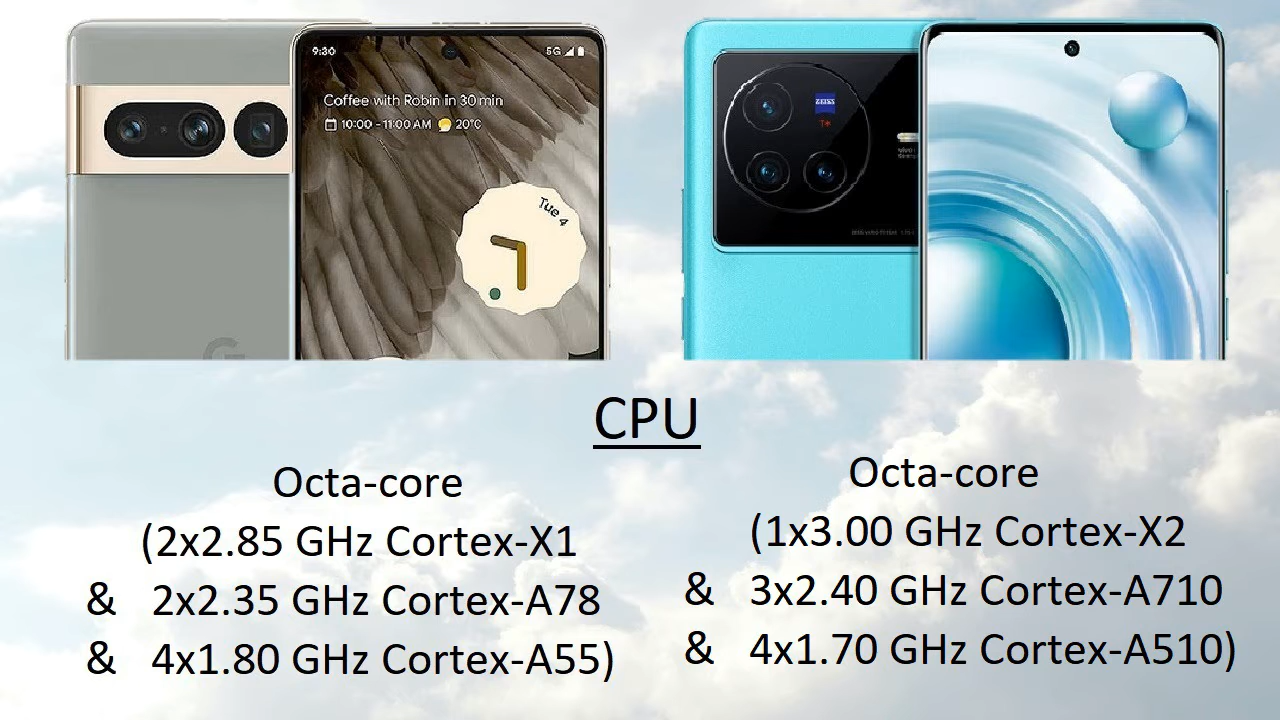 9:30
5G
Coffee with Robin in 30 min
10:00 - 11:00 AM 20°C
Tue 4
G
ZEISS
T*
vivo
CPU
Octa-core
(2x2.85 GHz Cortex-X1
& 2x2.35 GHz Cortex-A78
& 4x1.80 GHz Cortex-A55)
Octa-core
(1x3.00 GHz Cortex-X2
& 3x2.40 GHz Cortex-A710
& 4x1.70 GHz Cortex-A510)